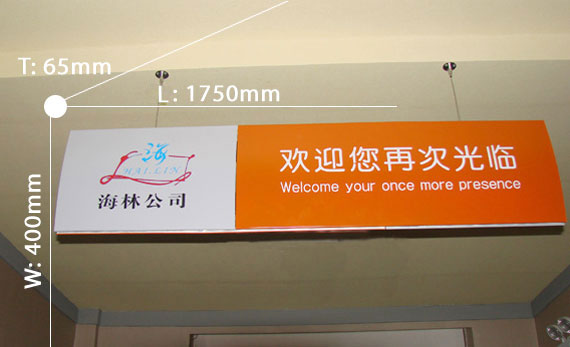 T: 65mm
L: 1750mm
W: 400mm
海
HAI LIN
海林公司
欢迎您再次光临
Welcome your once more presence